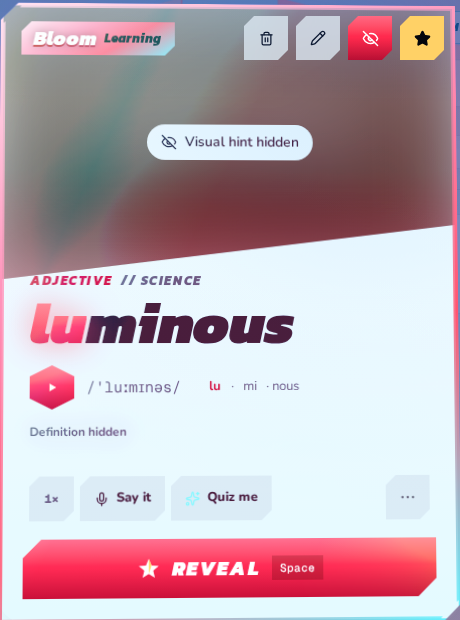 Bloom Learning
Visual hint hidden
ADJECTIVE // SCIENCE
luminous
/ˈluːmɪnəs/ lu · mi · nous
Definition hidden
1× Say it Quiz me ...
REVEAL Space